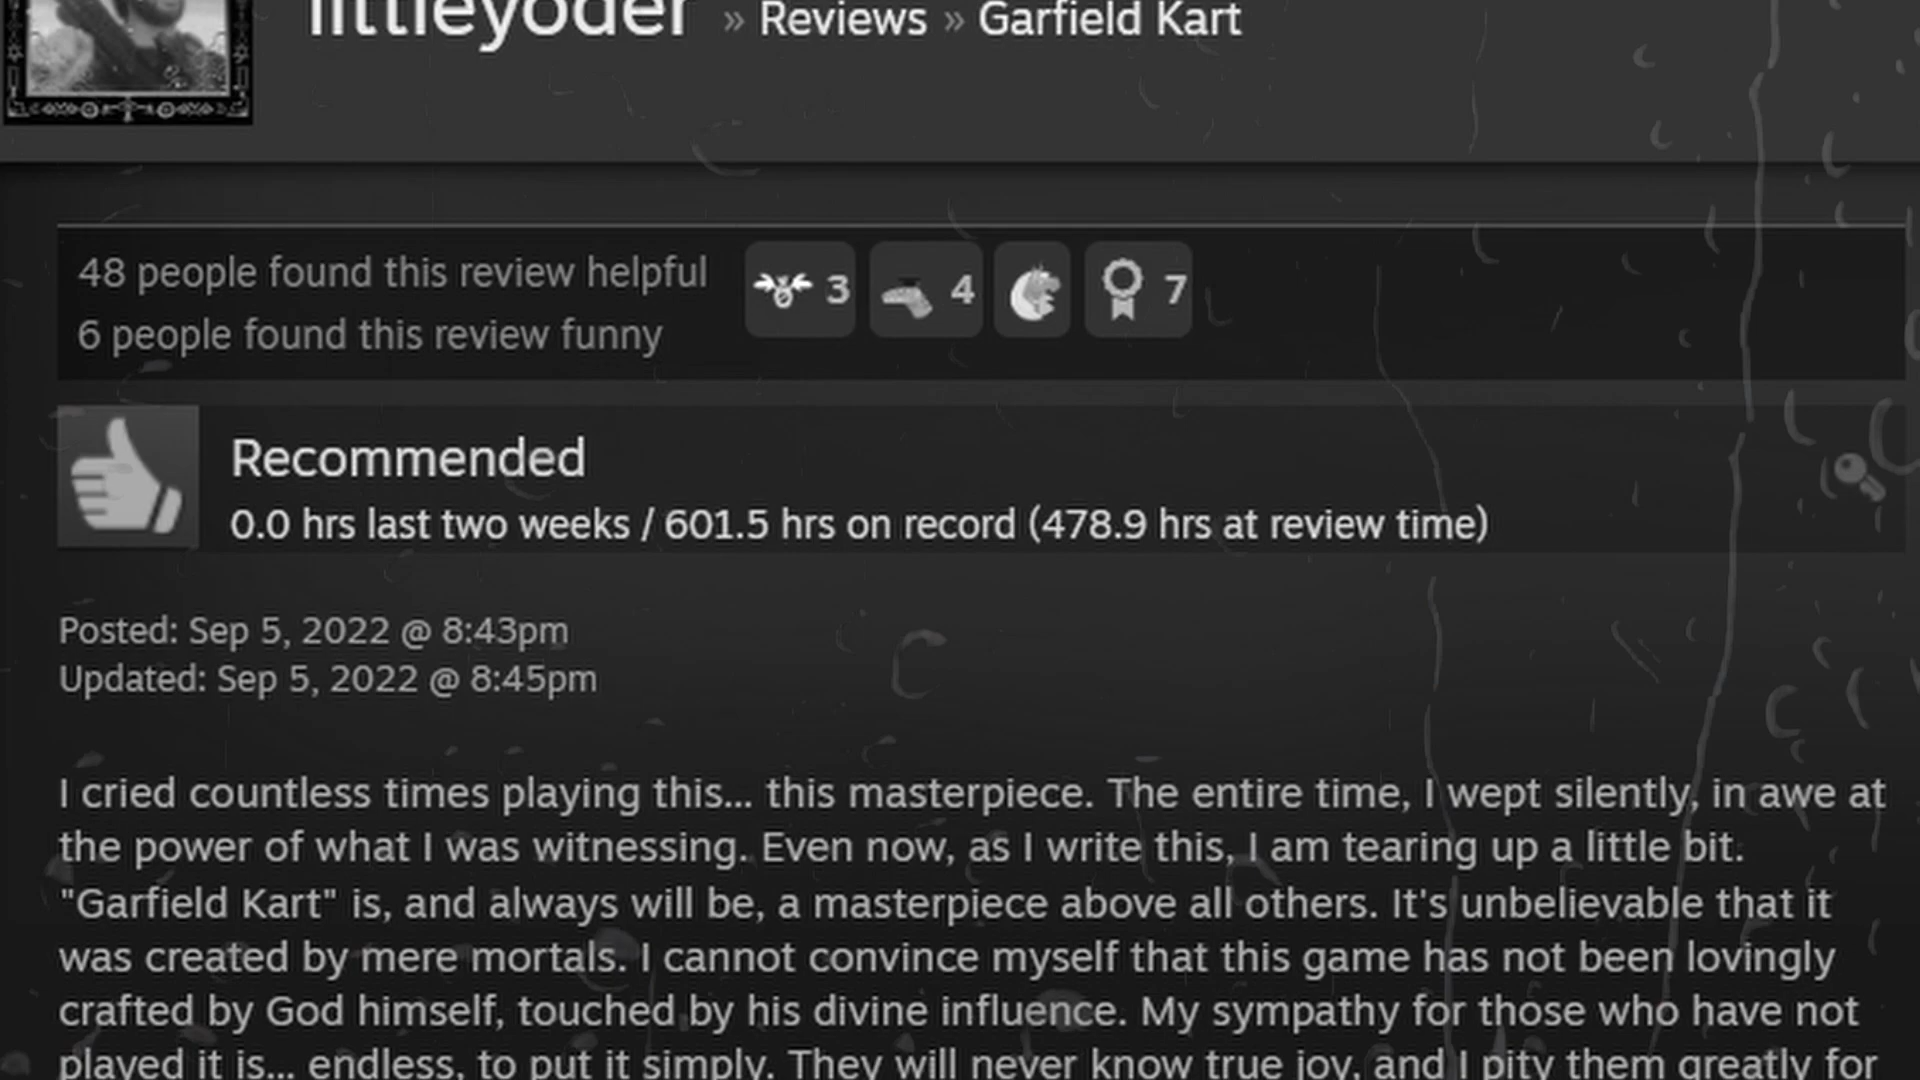 littleyoder » Reviews » Garfield Kart
48 people found this review helpful
6 people found this review funny
3
4
7
Recommended
0.0 hrs last two weeks / 601.5 hrs on record (478.9 hrs at review time)
Posted: Sep 5, 2022 @ 8:43pm
Updated: Sep 5, 2022 @ 8:45pm
I cried countless times playing this... this masterpiece. The entire time, I wept silently, in awe at
the power of what I was witnessing. Even now, as I write this, I am tearing up a little bit.
"Garfield Kart" is, and always will be, a masterpiece above all others. It's unbelievable that it
was created by mere mortals. I cannot convince myself that this game has not been lovingly
crafted by God himself, touched by his divine influence. My sympathy for those who have not
played it is... endless, to put it simply. They will never know true joy, and I pity them greatly for